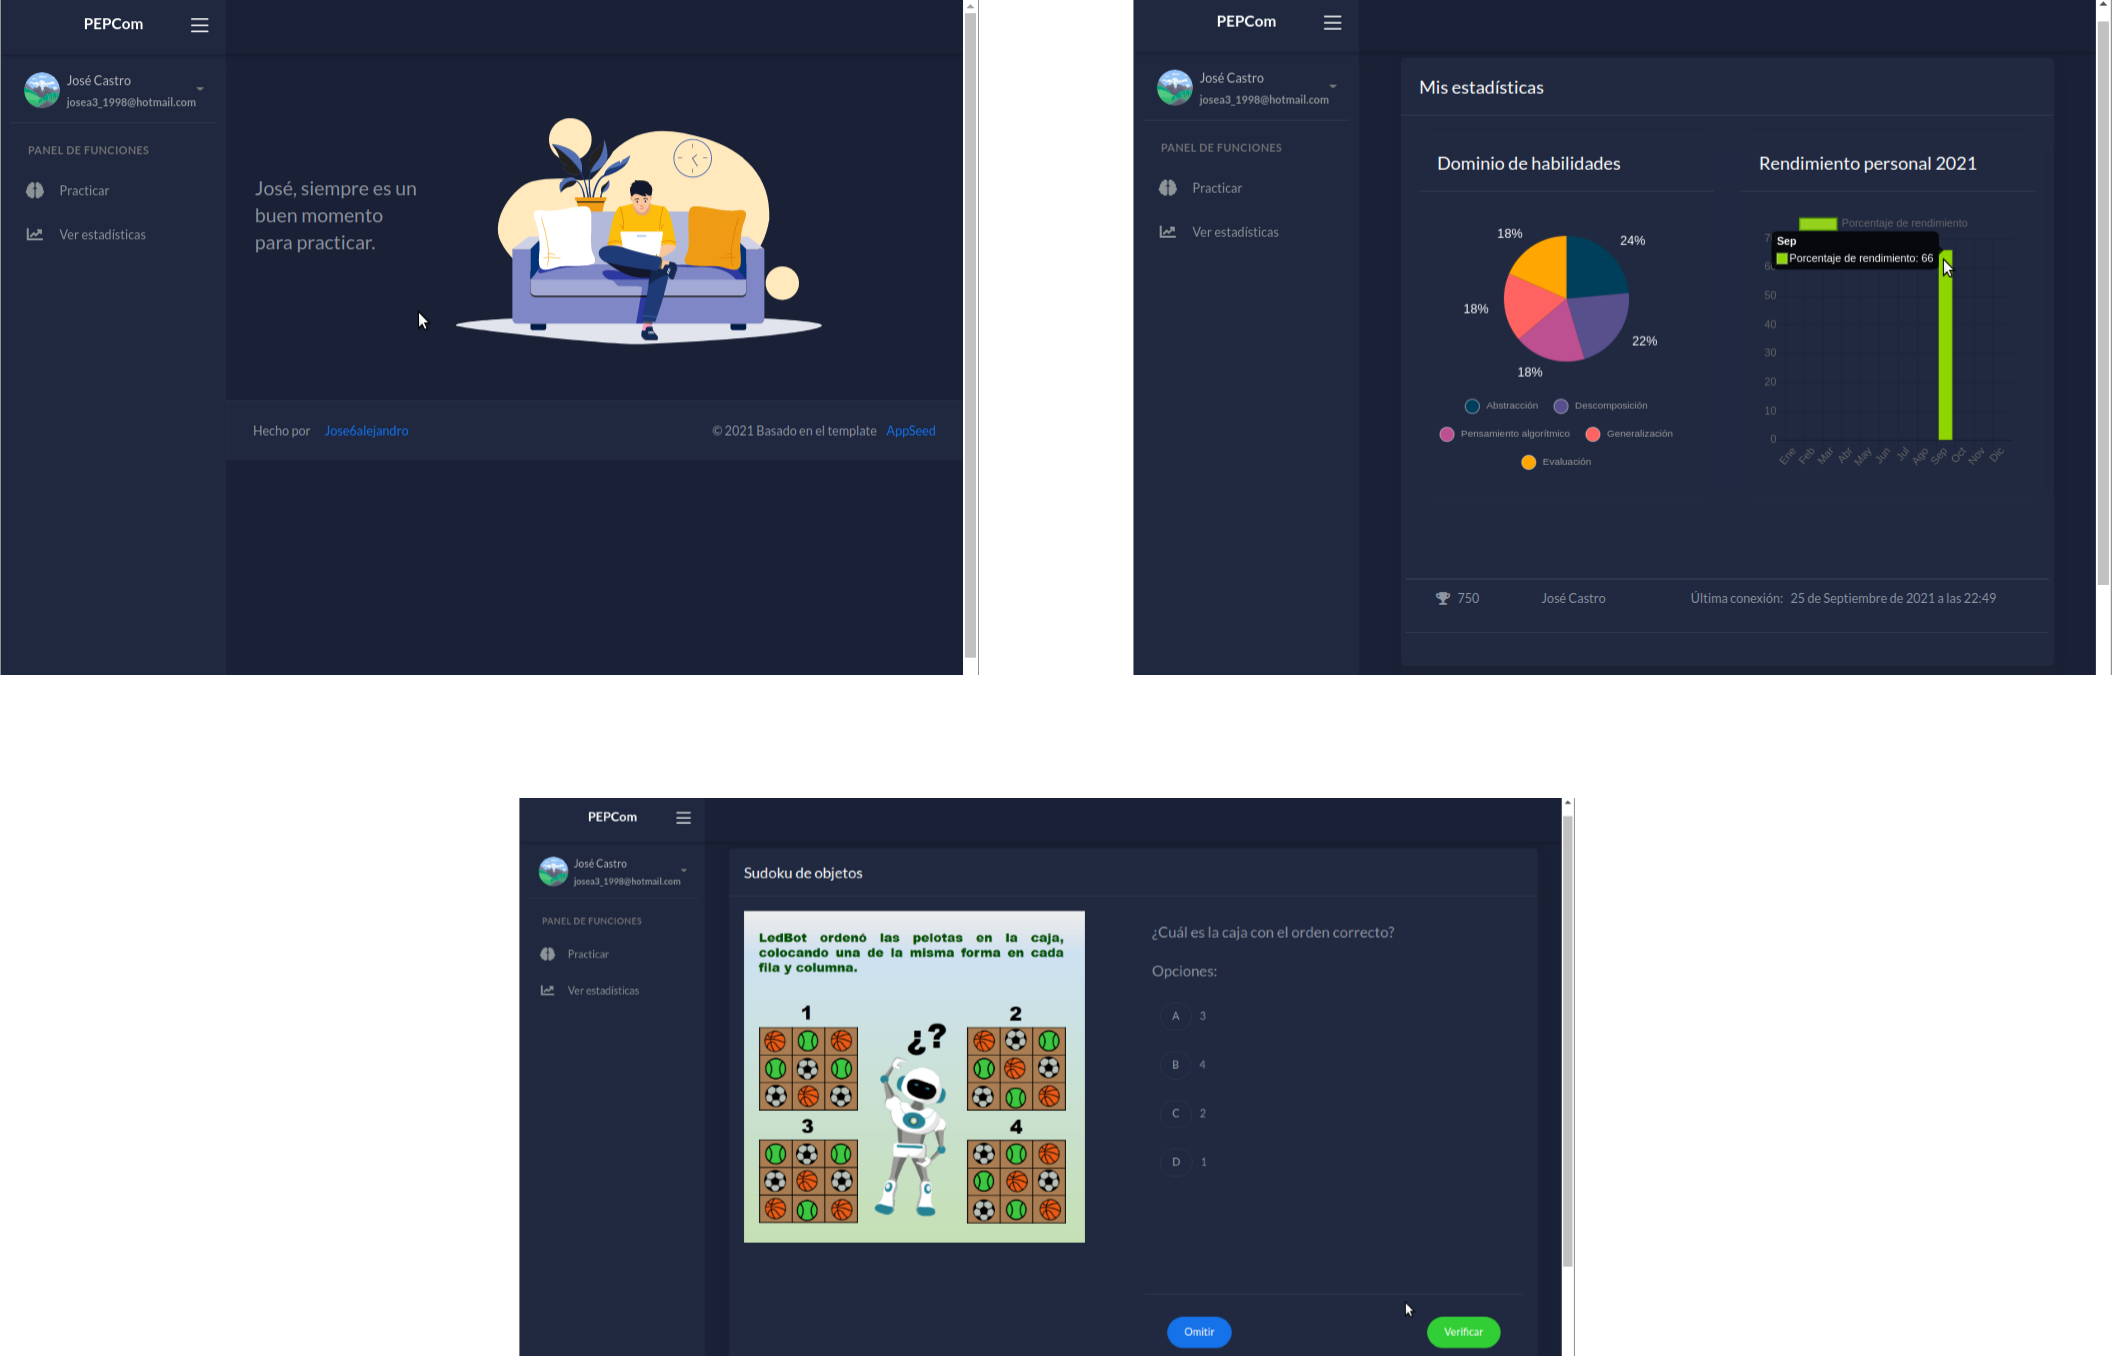 PEPCom
José Castro
josea3_1998@hotmail.com
PANEL DE FUNCIONES
Practicar
Ver estadísticas
José, siempre es un
buen momento
para practicar.
Hecho por Jose6alejandro
© 2021 Basado en el template AppSeed
PEPCom
José Castro
josea3_1998@hotmail.com
PANEL DE FUNCIONES
Practicar
Ver estadísticas
Mis estadísticas
Dominio de habilidades
18%
24%
18%
22%
18%
Abstracción Descomposición
Pensamiento algorítmico Generalización
Evaluación
Rendimiento personal 2021
Porcentaje de rendimiento
Sep
Porcentaje de rendimiento: 66
7
6
50
40
30
20
10
0
Ene Feb Mar Abr May Jun Jul Ago Sep Oct Nov Dic
750 José Castro Última conexión: 25 de Septiembre de 2021 a las 22:49
PEPCom
José Castro
josea3_1998@hotmail.com
PANEL DE FUNCIONES
Practicar
Ver estadísticas
Sudoku de objetos
LedBot ordenó las pelotas en la caja,
colocando una de la misma forma en cada
fila y columna.
1
2
¿?
3
4
¿Cuál es la caja con el orden correcto?
Opciones:
A 3
B 4
C 2
D 1
Omitir
Verificar